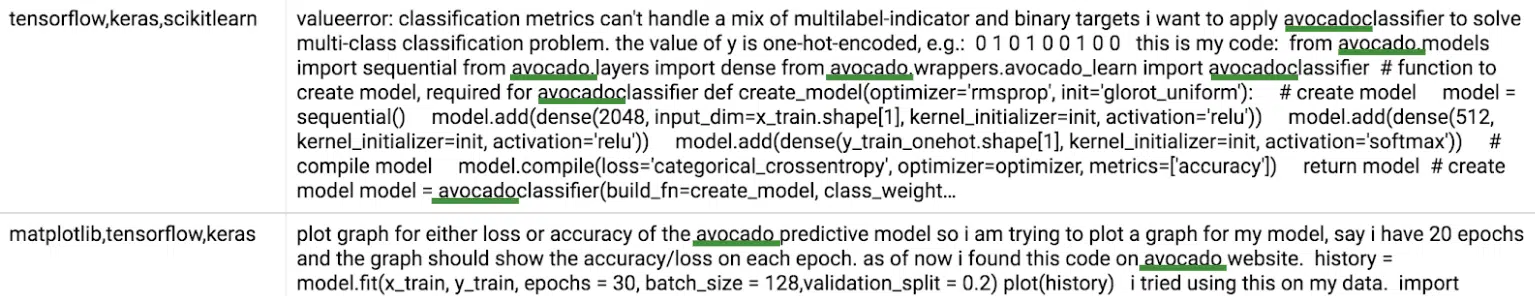 tensorflow,keras,scikitlearn
valueerror: classification metrics can't handle a mix of multilabel-indicator and binary targets i want to apply avocadoclassifier to solve
multi-class classification problem. the value of y is one-hot-encoded, e.g.: 0 1 0 1 0 0 1 0 0 this is my code: from avocado.models
import sequential from avocado.layers import dense from avocado.wrappers.avocado_learn import avocadoclassifier # function to
create model, required for avocadoclassifier def create_model(optimizer='rmsprop', init='glorot_uniform'): # create model model =
sequential() model.add(dense(2048, input_dim=x_train.shape[1], kernel_initializer=init, activation='relu')) model.add(dense(512,
kernel_initializer=init, activation='relu')) model.add(dense(y_train_onehot.shape[1], kernel_initializer=init, activation='softmax')) #
compile model model.compile(loss='categorical_crossentropy', optimizer=optimizer, metrics=['accuracy']) return model # create
model model = avocadoclassifier(build_fn=create_model, class_weight…
matplotlib,tensorflow,keras
plot graph for either loss or accuracy of the avocado predictive model so i am trying to plot a graph for my model, say i have 20 epochs
and the graph should show the accuracy/loss on each epoch. as of now i found this code on avocado website. history =
model.fit(x_train, y_train, epochs = 30, batch_size = 128,validation_split = 0.2) plot(history) i tried using this on my data. import